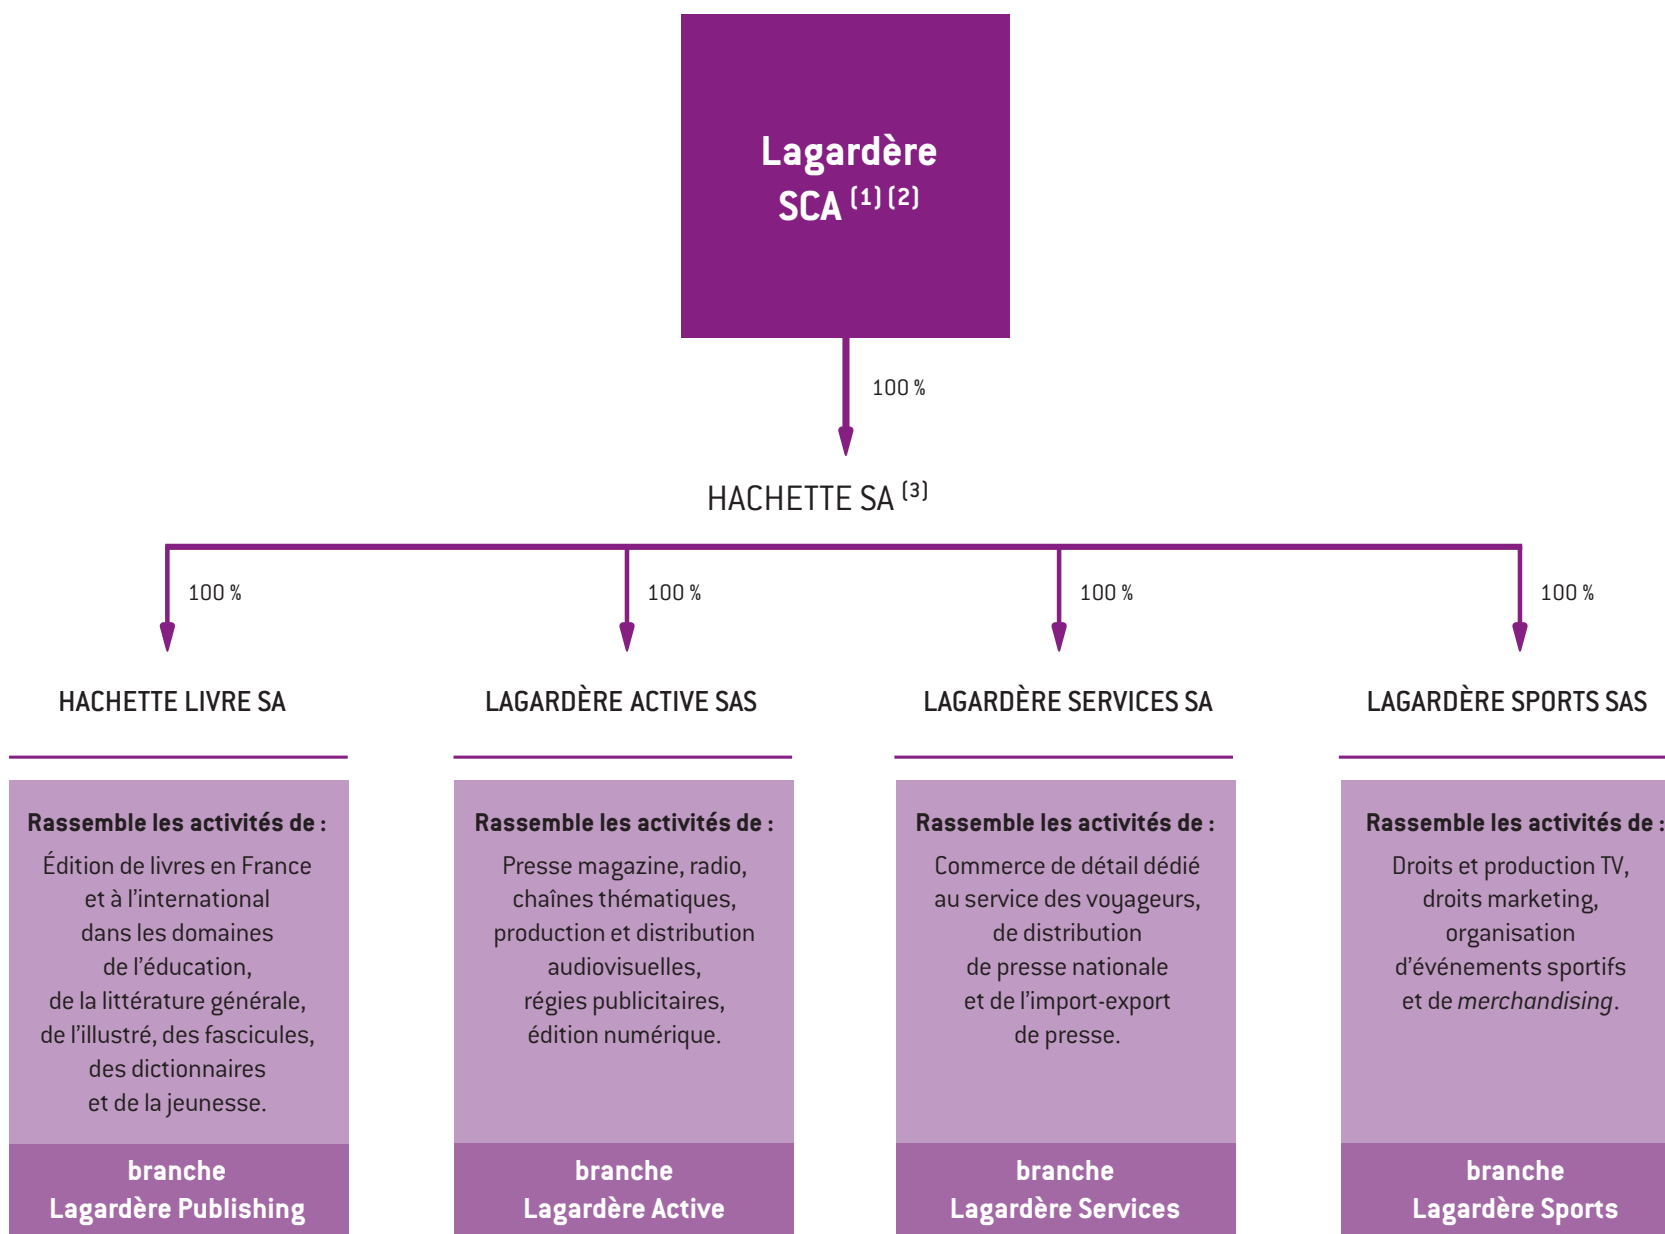 Lagardère
SCA (1) (2)
100 %
HACHETTE SA (3)
100 %
100 %
100 %
100 %
HACHETTE LIVRE SA
LAGARDÈRE ACTIVE SAS
LAGARDÈRE SERVICES SA
LAGARDÈRE SPORTS SAS
Rassemble les activités de :
Édition de livres en France
et à l’international
dans les domaines
de l’éducation,
de la littérature générale,
de l’illustré, des fascicules,
des dictionnaires
et de la jeunesse.
branche
Lagardère Publishing
Rassemble les activités de :
Presse magazine, radio,
chaînes thématiques,
production et distribution
audiovisuelles,
régies publicitaires,
édition numérique.
branche
Lagardère Active
Rassemble les activités de :
Commerce de détail dédié
au service des voyageurs,
de distribution
de presse nationale
et de l’import-export
de presse.
branche
Lagardère Services
Rassemble les activités de :
Droits et production TV,
droits marketing,
organisation
d’événements sportifs
et de merchandising.
branche
Lagardère Sports